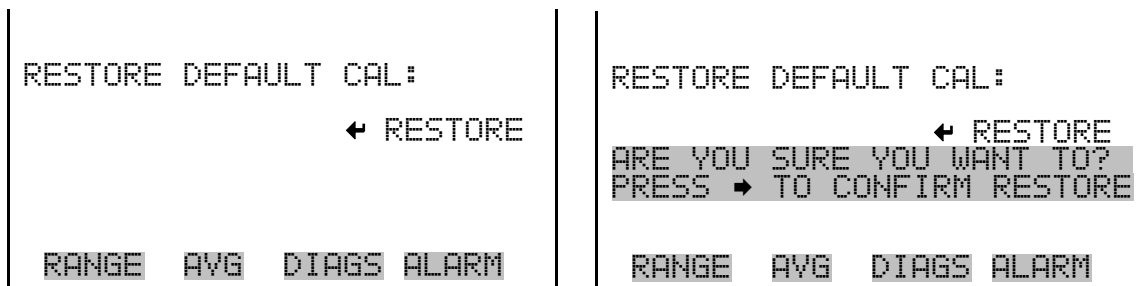 RESTORE DEFAULT CAL:
↵ RESTORE
RANGE AVG DIAGS ALARM
RESTORE DEFAULT CAL:
↵ RESTORE
ARE YOU SURE YOU WANT TO?
PRESS → TO CONFIRM RESTORE
RANGE AVG DIAGS ALARM